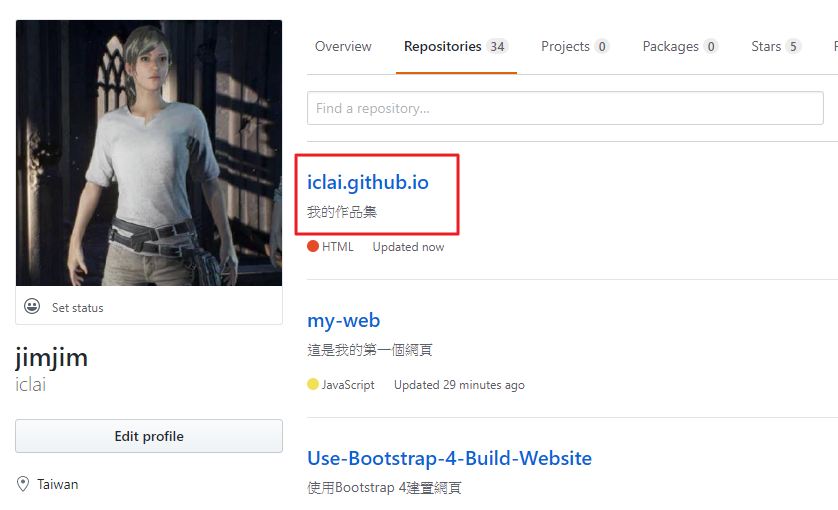 Overview Repositories 34 Projects 0 Packages 0 Stars 5
Find a repository...
iclai.github.io
我的作品集
HTML Updated now
Set status
my-web
這是我的第一個網頁
jimjim
iclai
JavaScript Updated 29 minutes ago
Edit profile
Use-Bootstrap-4-Build-Website
Taiwan
使用Bootstrap 4建置網頁